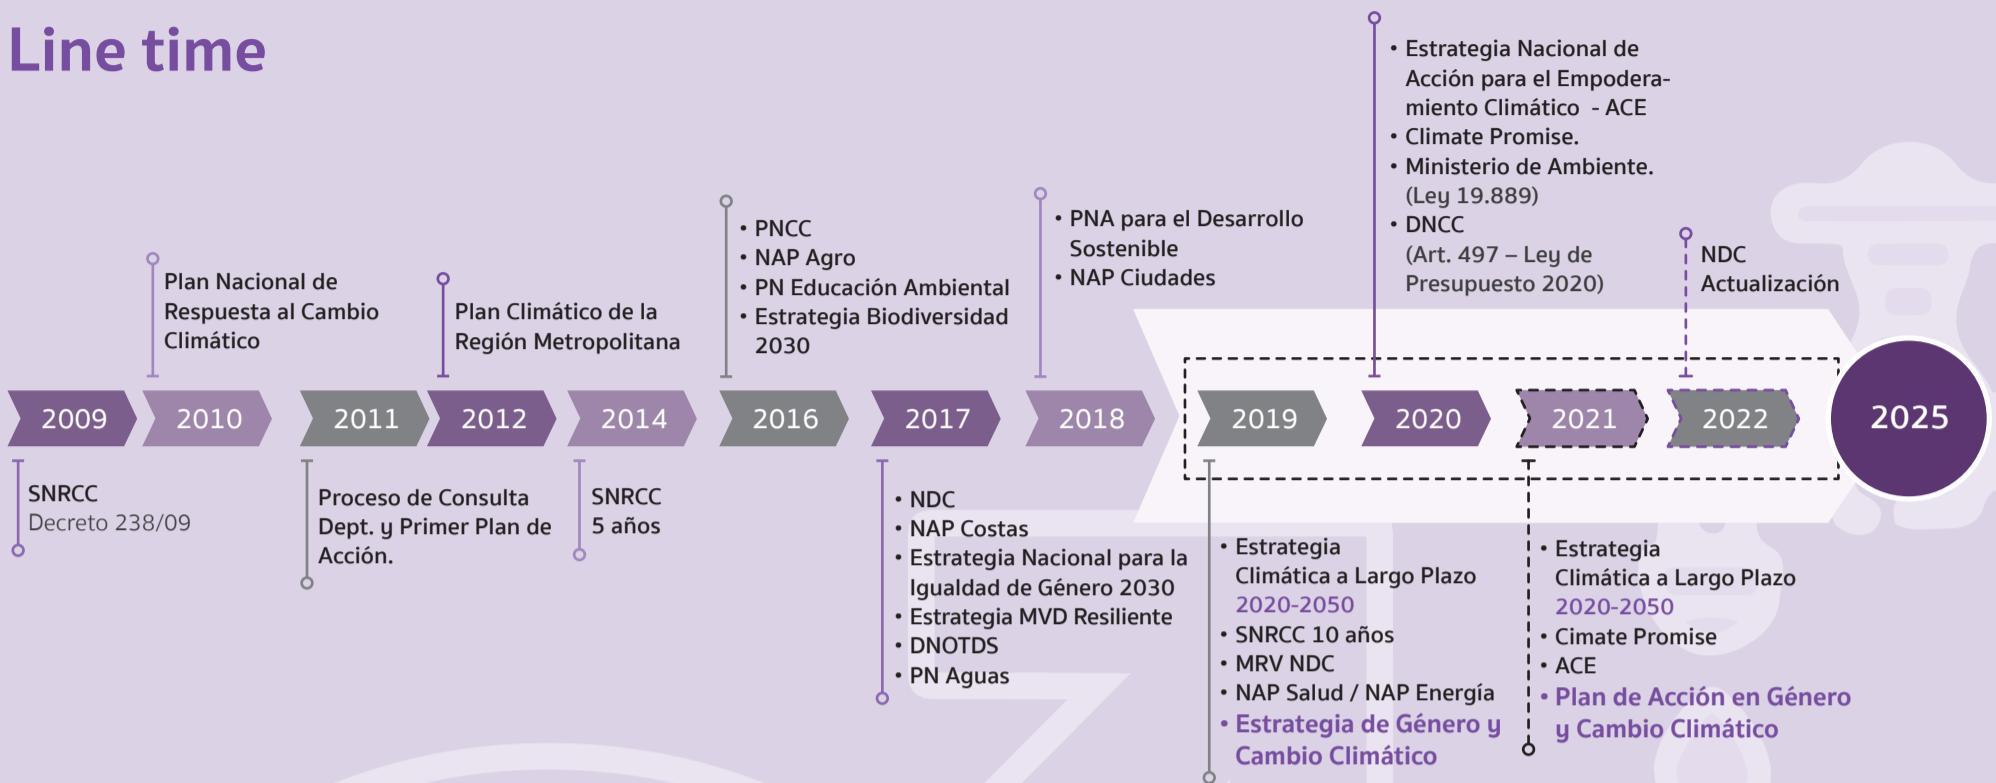 Line time
Plan Nacional de
Respuesta al Cambio
Climático
Plan Climático de la
Región Metropolitana
• PNCC
• NAP Agro
• PN Educación Ambiental
• Estrategia Biodiversidad
2030
• PNA para el Desarrollo
Sostenible
• NAP Ciudades
• Estrategia Nacional de
Acción para el Empodera-
miento Climático - ACE
• Climate Promise.
• Ministerio de Ambiente.
(Ley 19.889)
• DNCC
(Art. 497 – Ley de
Presupuesto 2020)
NDC
Actualización
2009 2010 2011 2012 2014 2016 2017 2018 2019 2020 2021 2022 2025
SNRCC
Decreto 238/09
Proceso de Consulta
Dept. y Primer Plan de
Acción.
SNRCC
5 años
• NDC
• NAP Costas
• Estrategia Nacional para la
Igualdad de Género 2030
• Estrategia MVD Resiliente
• DNOTDS
• PN Aguas
• Estrategia
Climática a Largo Plazo
2020-2050
• SNRCC 10 años
• MRV NDC
• NAP Salud / NAP Energía
• Estrategia de Género y
Cambio Climático
• Estrategia
Climática a Largo Plazo
2020-2050
• Cimate Promise
• ACE
• Plan de Acción en Género
y Cambio Climático